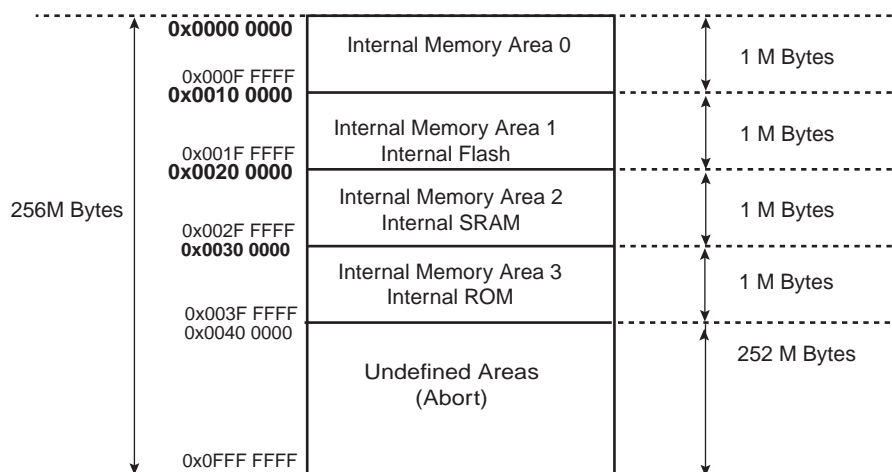 0x0000 0000
Internal Memory Area 0
1 M Bytes
0x000F FFFF
0x0010 0000
Internal Memory Area 1
Internal Flash
1 M Bytes
0x001F FFFF
0x0020 0000
256M Bytes
Internal Memory Area 2
Internal SRAM
1 M Bytes
0x002F FFFF
0x0030 0000
Internal Memory Area 3
Internal ROM
1 M Bytes
0x003F FFFF
0x0040 0000
252 M Bytes
Undefined Areas
(Abort)
0x0FFF FFFF